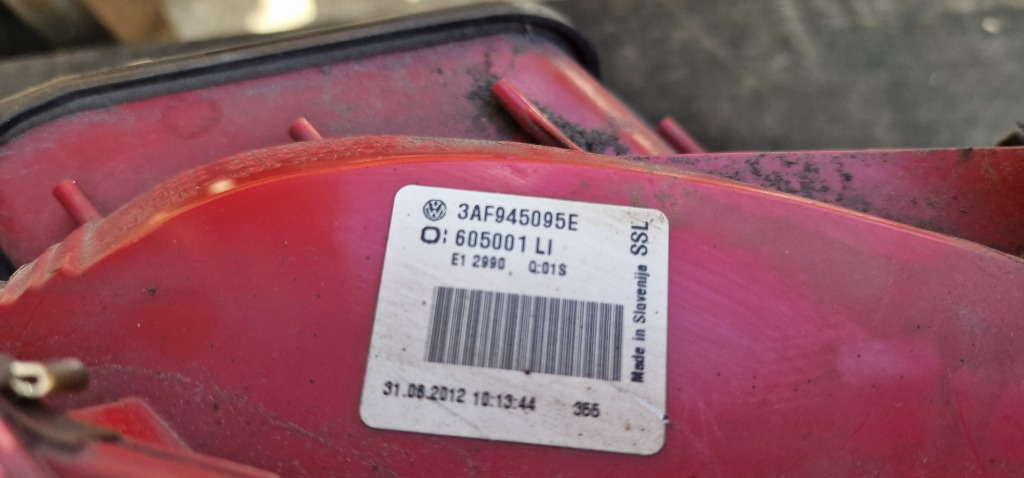 3AF945095E
O: 605001 LI
E1 2990 Q:01S
Made in Slovenija SSL
31.08.2012 10:13:44 355